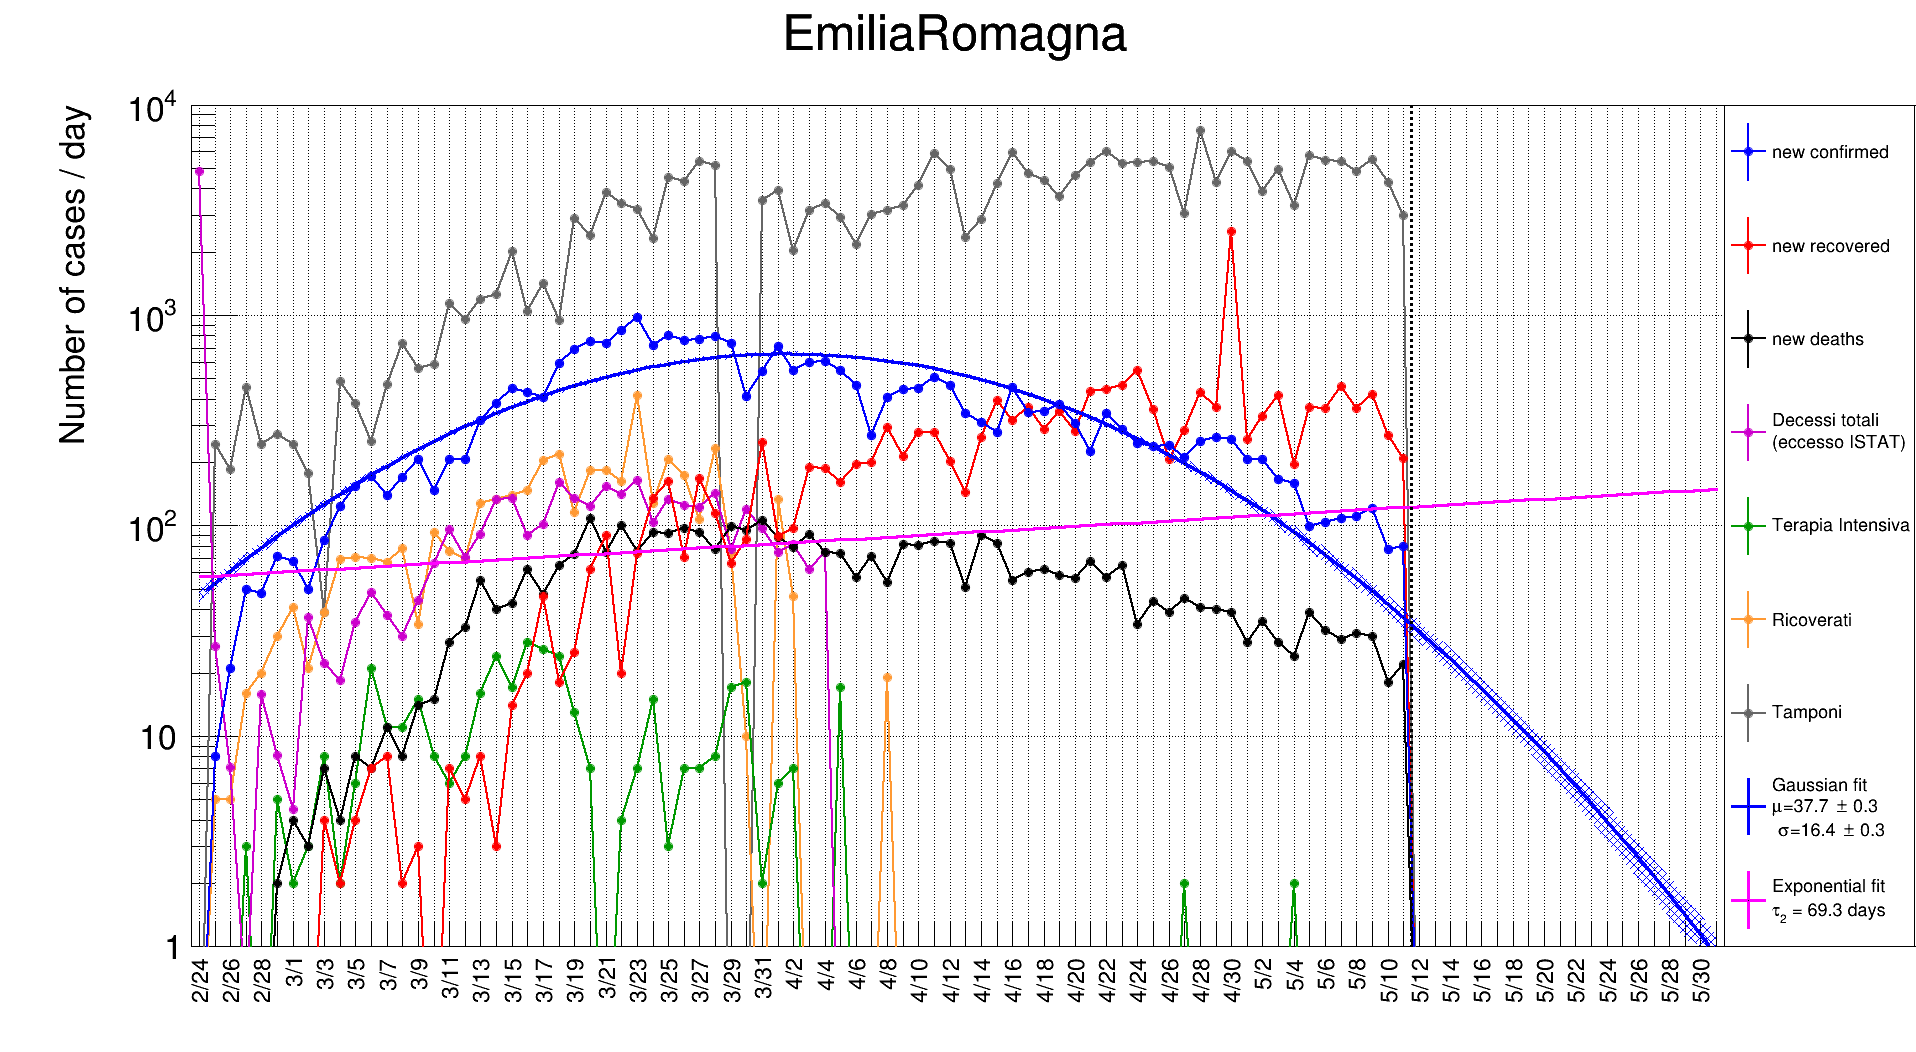 EmiliaRomagna
Number of cases / day
10^4
10^3
10^2
10
1
2/24 2/26 2/28 3/1 3/3 3/5 3/7 3/9 3/11 3/13 3/15 3/17 3/19 3/21 3/23 3/25 3/27 3/29 3/31 4/2 4/4 4/6 4/8 4/10 4/12 4/14 4/16 4/18 4/20 4/22 4/24 4/26 4/28 4/30 5/2 5/4 5/6 5/8 5/10 5/12 5/14 5/16 5/18 5/20 5/22 5/24 5/26 5/28 5/30
new confirmed
new recovered
new deaths
Decessi totali
(eccesso ISTAT)
Terapia Intensiva
Ricoverati
Tamponi
Gaussian fit
μ=37.7 ± 0.3
σ=16.4 ± 0.3
Exponential fit
τ₂ = 69.3 days